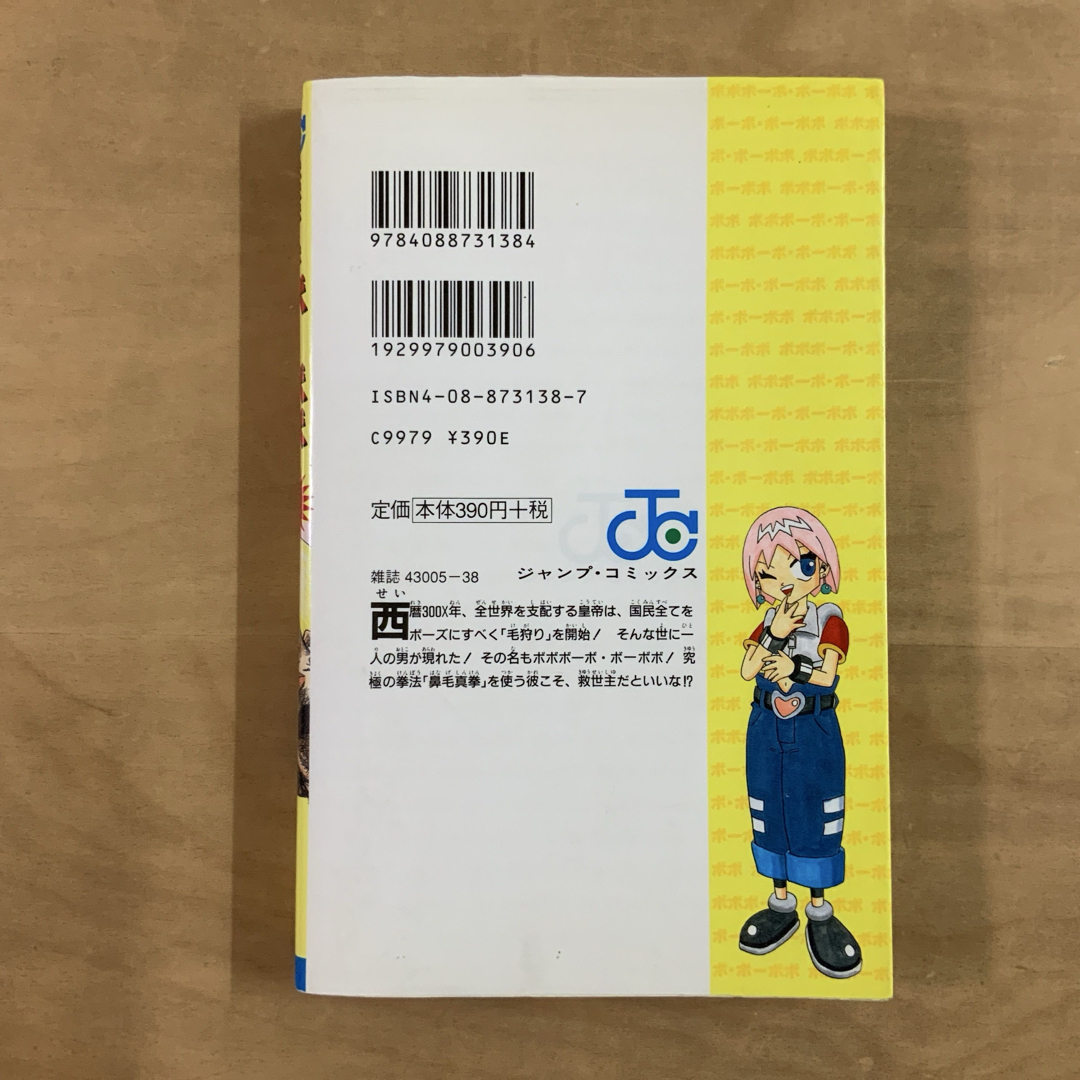 9784088731384
1929979003906
ISBN4-08-873138-7
C9979 ¥390E
定価 本体390円+税
JC
ジャンプ・コミックス
雑誌 43005-38
西暦300X年、全世界を支配する皇帝は、国民全てを
ボーズにすべく「毛狩り」を開始! そんな世に一
人の男が現れた! その名もボボボーボ・ボーボボ! 究
極の拳法「鼻毛真拳」を使う彼こそ、救世主だといいな!?
ボボボーボ・ボーボボ